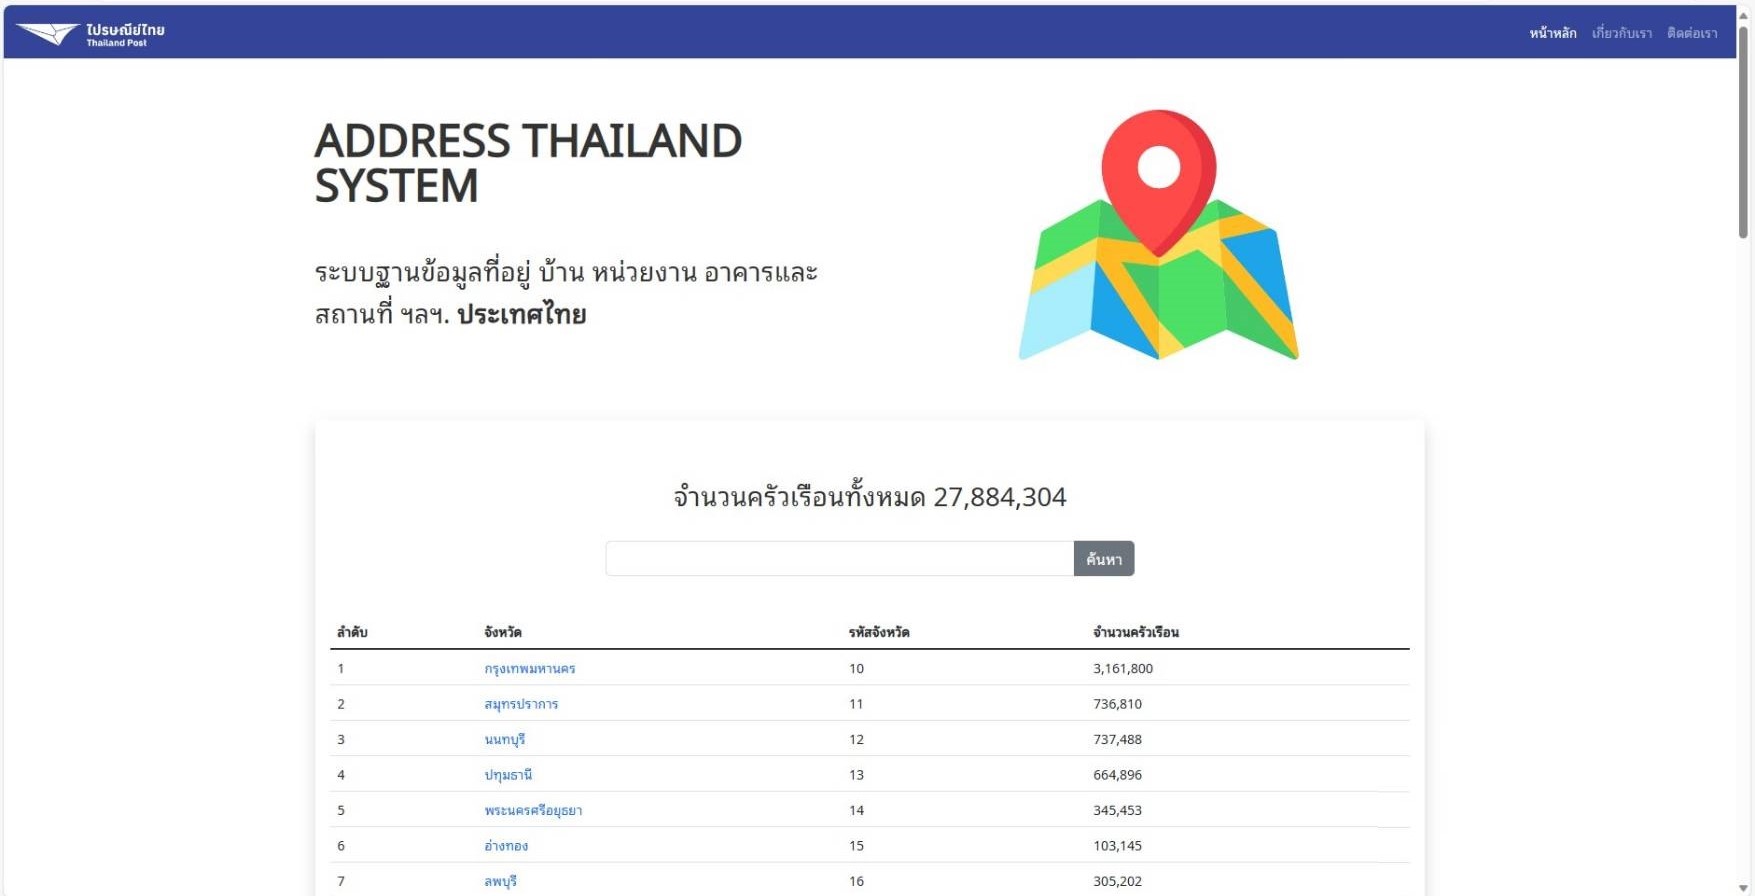 ไปรษณีย์ไทย
Thailand Post
หน้าหลัก เกี่ยวกับเรา ติดต่อเรา
ADDRESS THAILAND
SYSTEM
ระบบฐานข้อมูลที่อยู่ บ้าน หน่วยงาน อาคารและ
สถานที่ ฯลฯ. ประเทศไทย
จำนวนครัวเรือนทั้งหมด 27,884,304
ค้นหา
ลำดับ จังหวัด รหัสจังหวัด จำนวนครัวเรือน
1 กรุงเทพมหานคร 10 3,161,800
2 สมุทรปราการ 11 736,810
3 นนทบุรี 12 737,488
4 ปทุมธานี 13 664,896
5 พระนครศรีอยุธยา 14 345,453
6 อ่างทอง 15 103,145
7 ลพบุรี 16 305,202